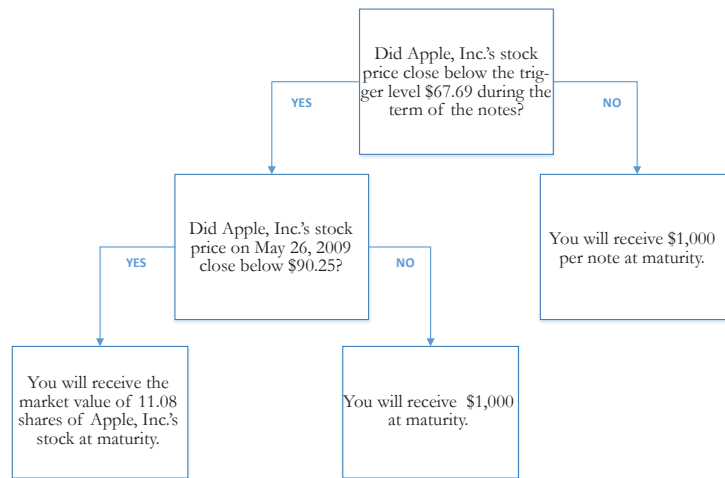 Did Apple, Inc.'s stock
price close below the trig-
ger level $67.69 during the
term of the notes?
YES
NO
Did Apple, Inc.'s stock
price on May 26, 2009
close below $90.25?
You will receive $1,000
per note at maturity.
YES
NO
You will receive the
market value of 11.08
shares of Apple, Inc.'s
stock at maturity.
You will receive $1,000
at maturity.